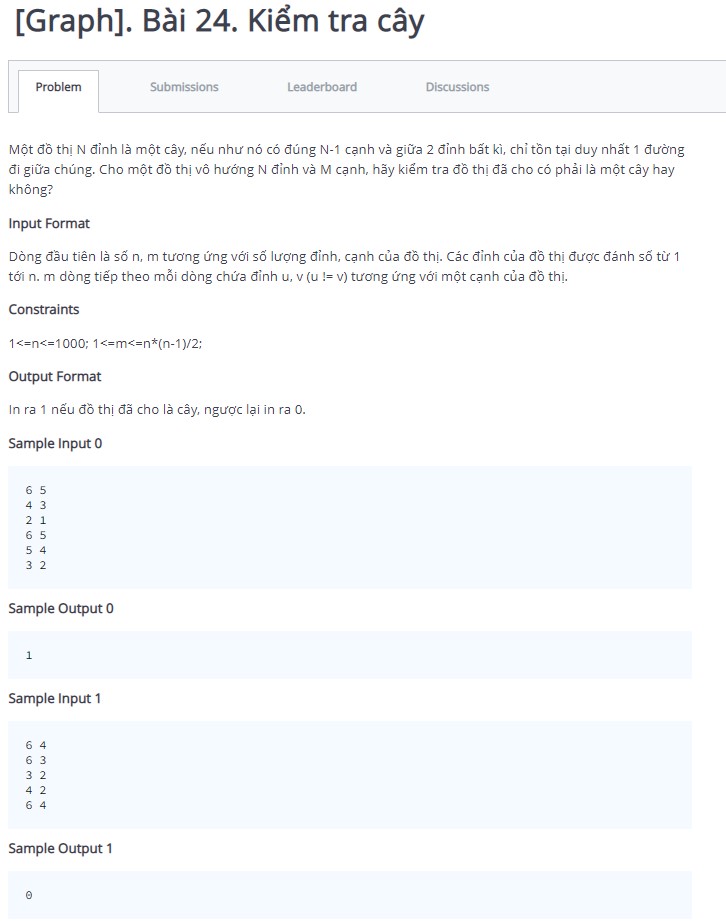 [Graph]. Bài 24. Kiểm tra cây
Problem Submissions Leaderboard Discussions
Một đồ thị N đỉnh là một cây, nếu như nó có đúng N-1 cạnh và giữa 2 đỉnh bất kì, chỉ tồn tại duy nhất 1 đường
đi giữa chúng. Cho một đồ thị vô hướng N đỉnh và M cạnh, hãy kiểm tra đồ thị đã cho có phải là một cây hay
không?
Input Format
Dòng đầu tiên là số n, m tương ứng với số lượng đỉnh, cạnh của đồ thị. Các đỉnh của đồ thị được đánh số từ 1
tới n. m dòng tiếp theo mỗi dòng chứa đỉnh u, v (u != v) tương ứng với một cạnh của đồ thị.
Constraints
1<=n<=1000; 1<=m<=n*(n-1)/2;
Output Format
In ra 1 nếu đồ thị đã cho là cây, ngược lại in ra 0.
Sample Input 0
6 5
4 3
2 1
6 5
5 4
3 2
Sample Output 0
1
Sample Input 1
6 4
6 3
3 2
4 2
6 4
Sample Output 1
0